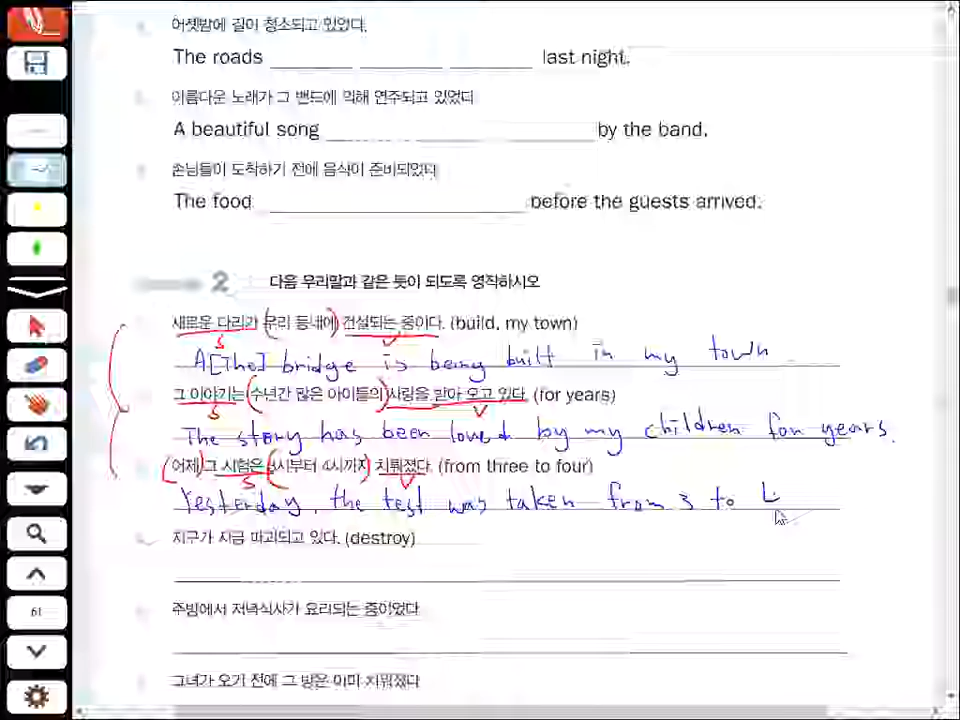 어젯밤에 길이 청소되고 있었다.
The roads ______ ______ ______ last night.
아름다운 노래가 그 밴드에 의해 연주되고 있었다
A beautiful song ______ by the band.
손님들이 도착하기 전에 음식이 준비되었다
The food ______ before the guests arrived.
2 다음 우리말과 같은 뜻이 되도록 영작하시오
새로운 다리가 (우리 동네에) 건설되는 중이다. (build, my town)
S V
A[The] bridge is being built in my town
그 이야기는 (수년간 많은 아이들의) 사랑을 받아 오고 있다. (for years)
S V
The story has been loved by my children for years.
(어제) 그 시험은 (3시부터 4시까지) 치뤄졌다. (from three to four)
S V
Yesterday, the test was taken from 3 to
지구가 지금 파괴되고 있다. (destroy)
주방에서 저녁식사가 요리되는 중이었다
그녀가 오기 전에 그 방은 이미 치워졌다
61